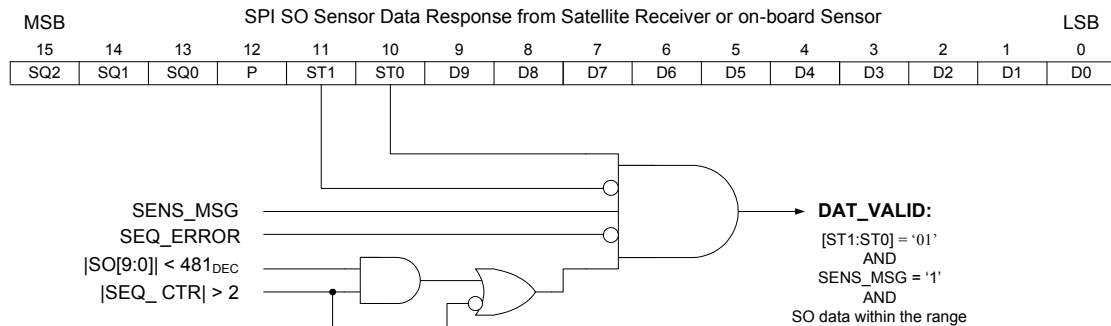 SPI SO Sensor Data Response from Satellite Receiver or on-board Sensor
MSB LSB
15 14 13 12 11 10 9 8 7 6 5 4 3 2 1 0
SQ2 SQ1 SQ0 P ST1 ST0 D9 D8 D7 D6 D5 D4 D3 D2 D1 D0
SENS_MSG
SEQ_ERROR
|SO[9:0]| < 481DEC
|SEQ_ CTR| > 2
DAT_VALID:
[ST1:ST0] = ‘01’
AND
SENS_MSG = ‘1’
AND
SO data within the range